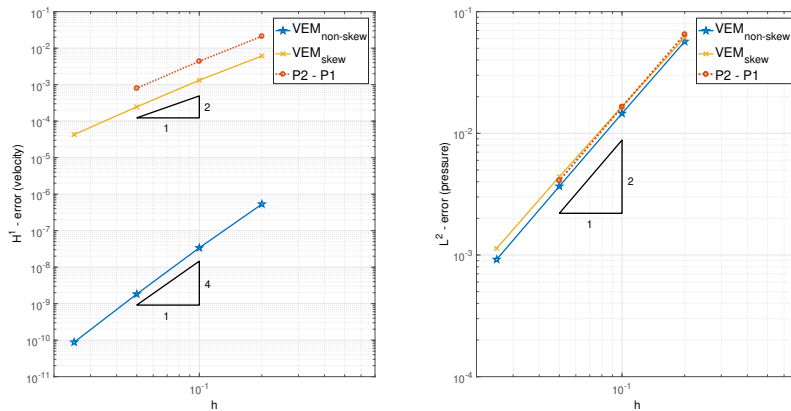 10^-1
10^-2
10^-3
10^-4
10^-5
10^-6
10^-7
10^-8
10^-9
10^-10
10^-11
H^1 - error (velocity)
VEM_non-skew
VEM_skew
P2 - P1
2
1
4
1
10^-1
h
10^-1
10^-2
10^-3
10^-4
L^2 - error (pressure)
VEM_non-skew
VEM_skew
P2 - P1
2
1
10^-1
h